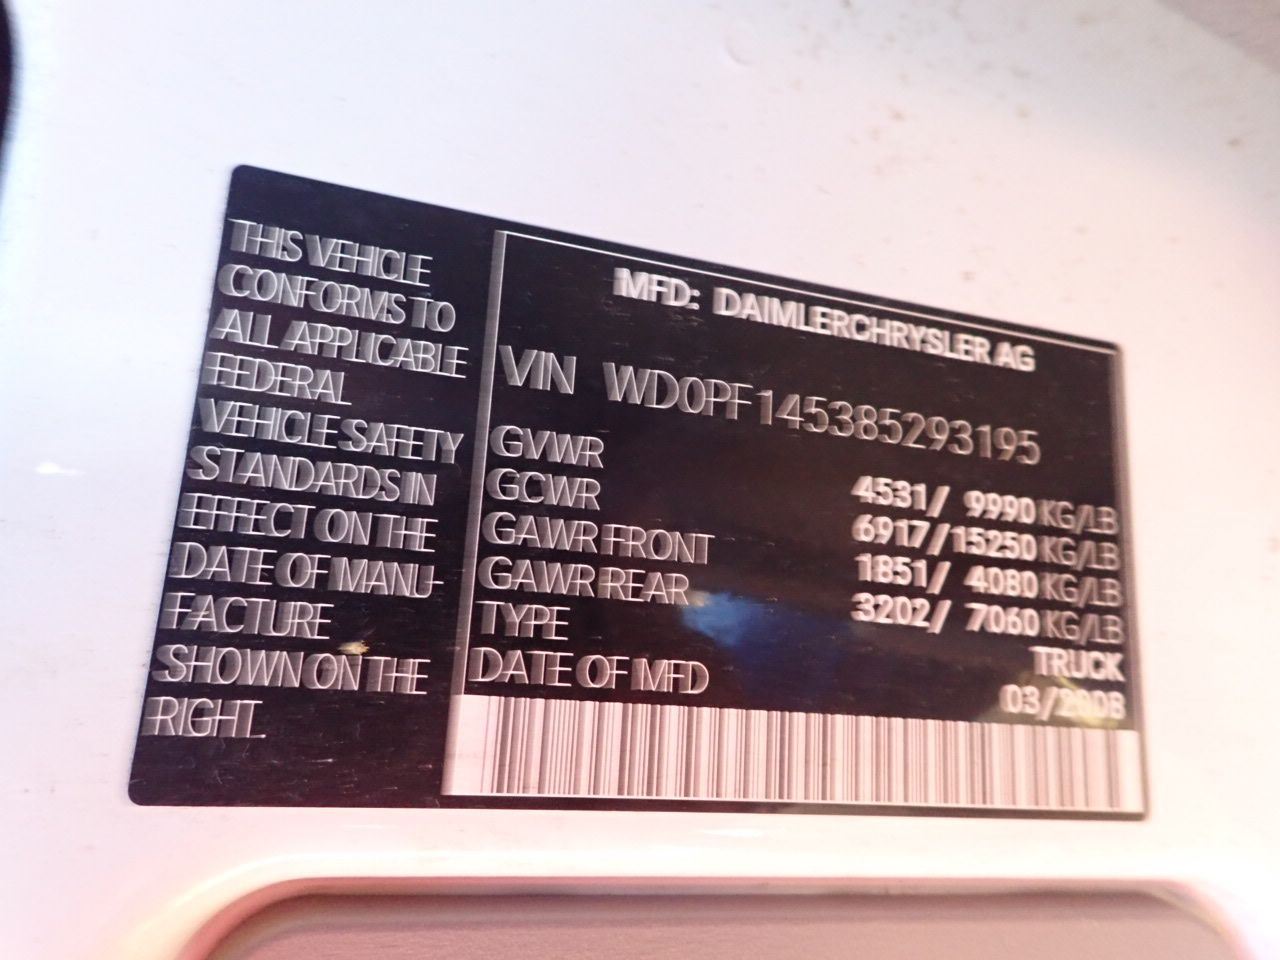 THIS VEHICLE
CONFORMS TO
ALL APPLICABLE
FEDERAL
VEHICLE SAFETY
STANDARDS IN
EFFECT ON THE
DATE OF MANU-
FACTURE
SHOWN ON THE
RIGHT.
MFD: DAIMLERCHRYSLER AG
VIN WD0PF145385293195
GVWR 4531/ 9990 KG/LB
GCWR 6917/15250 KG/LB
GAWR FRONT 1851/ 4080 KG/LB
GAWR REAR 3202/ 7060 KG/LB
TYPE TRUCK
DATE OF MFD 03/2008